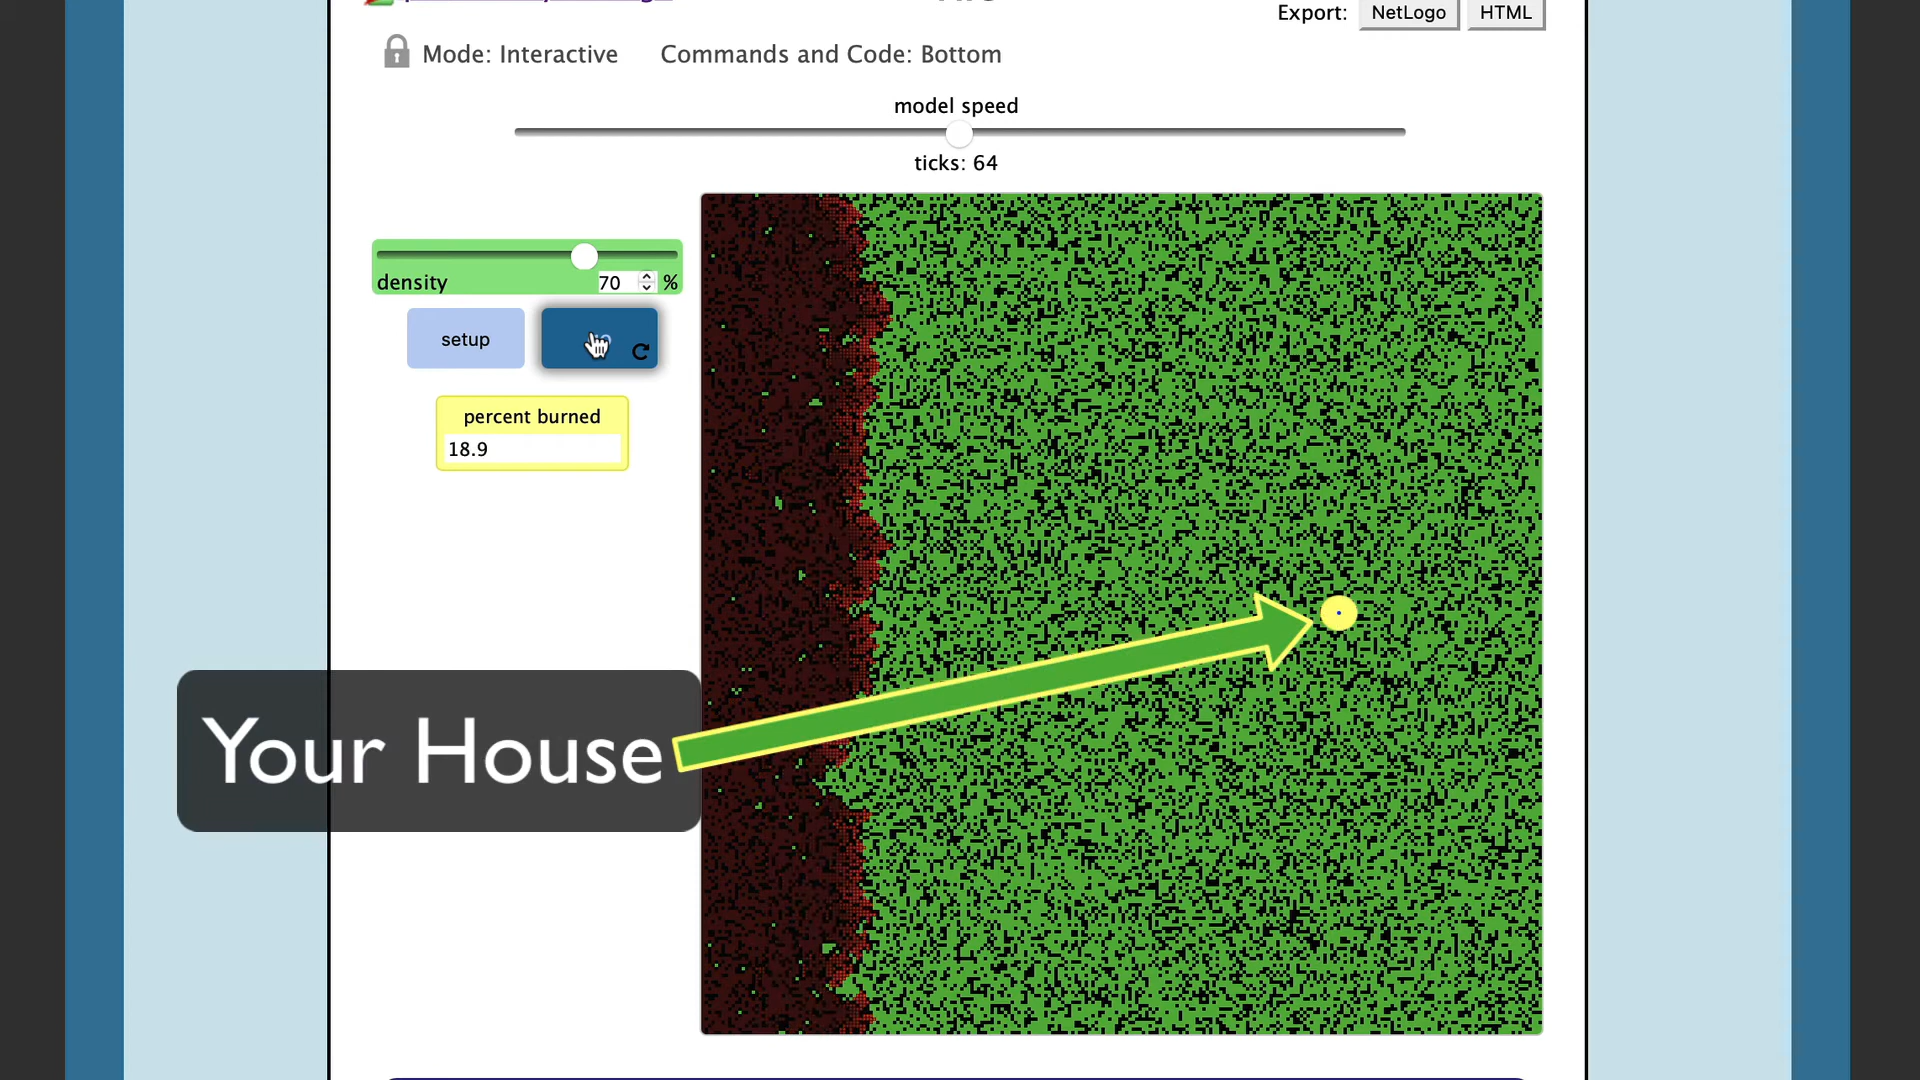 Export: NetLogo HTML
Mode: Interactive Commands and Code: Bottom
model speed
ticks: 64
density 70 %
setup
percent burned
18.9
Your House